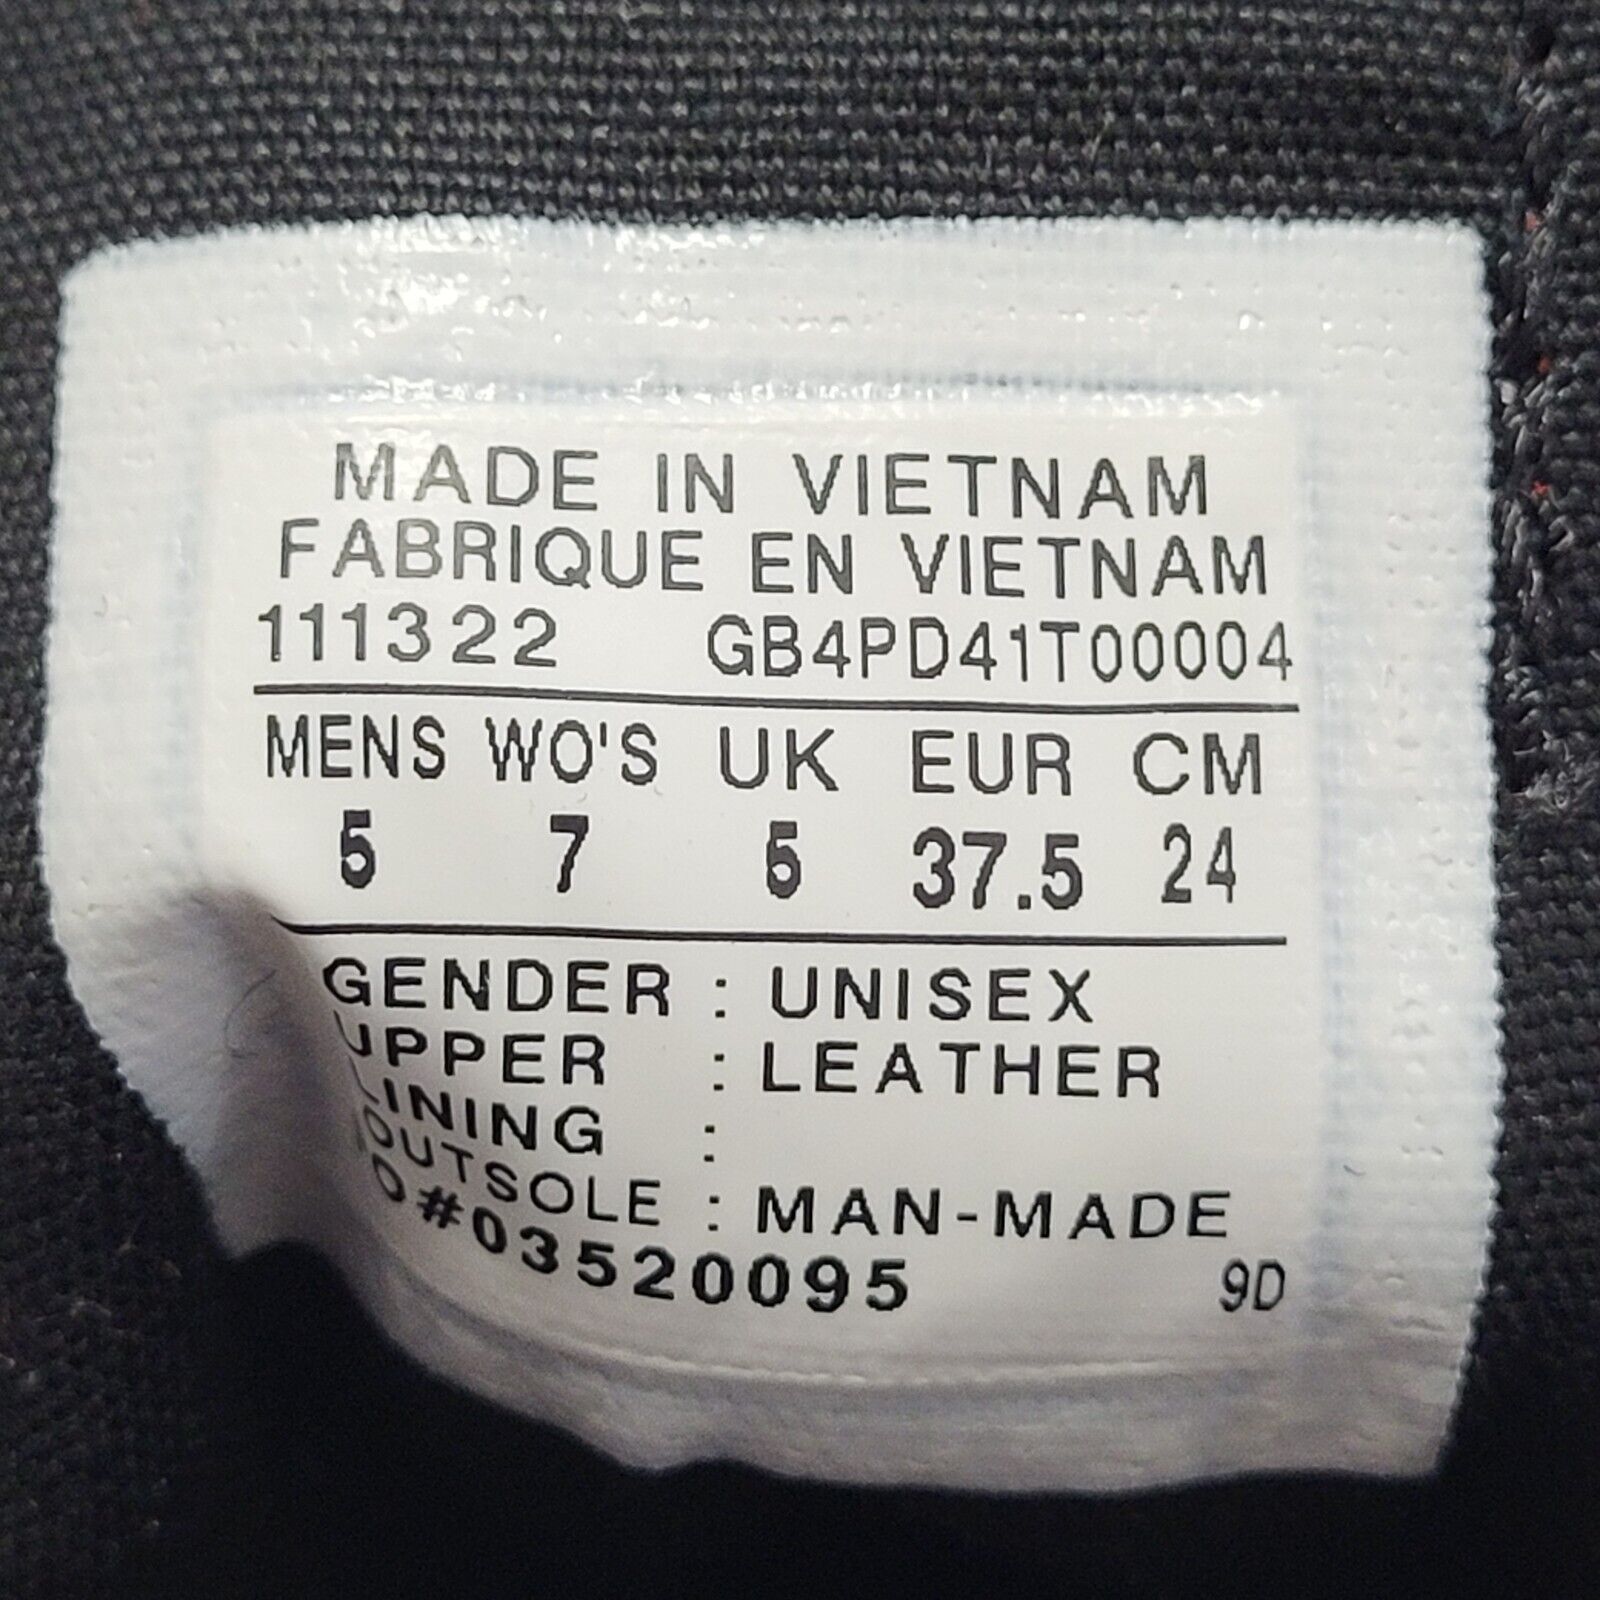 MADE IN VIETNAM
FABRIQUE EN VIETNAM
111322 GB4PD41T00004
MENS WO'S UK EUR CM
5 7 5 37.5 24
GENDER : UNISEX
UPPER : LEATHER
LINING :
OUTSOLE : MAN-MADE
#03520095 9D